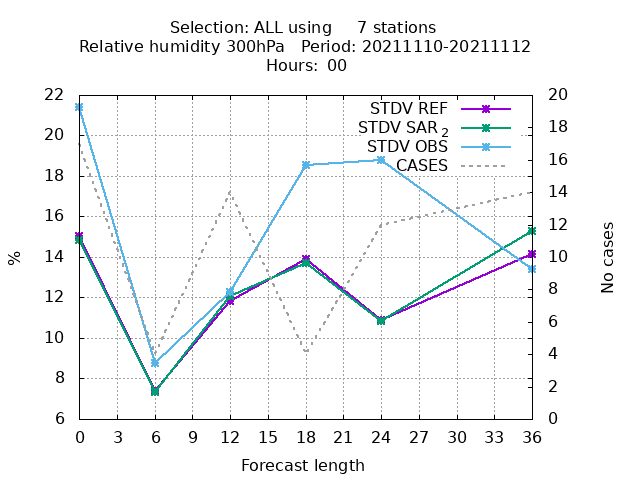 Selection: ALL using     7 stations
Relative humidity 300hPa   Period: 20211110-20211112
Hours: 00
STDV REF
STDV SAR 2
STDV OBS
CASES
22
20
18
16
14
12
10
8
6
20
18
16
14
12
10
8
6
4
2
0
%
No cases
0 3 6 9 12 15 18 21 24 27 30 33 36
Forecast length